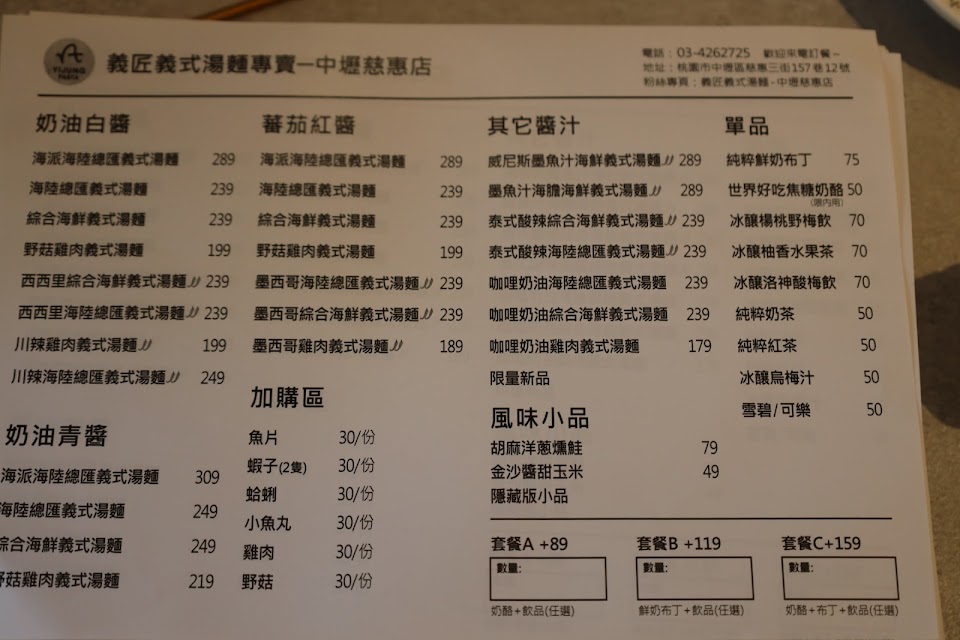 YIJUNG
PASTA
義匠義式湯麵專賣—中壢慈惠店
電話：03-4262725 歡迎來電訂餐~
地址：桃園市中壢區慈惠三街157巷12號
粉絲專頁：義匠義式湯麵-中壢慈惠店
奶油白醬
海派海陸總匯義式湯麵 289
海陸總匯義式湯麵 239
綜合海鮮義式湯麵 239
野菇雞肉義式湯麵 199
西西里綜合海鮮義式湯麵 239
西西里海陸總匯義式湯麵 239
川辣雞肉義式湯麵 199
川辣海陸總匯義式湯麵 249
奶油青醬
海派海陸總匯義式湯麵 309
海陸總匯義式湯麵 249
綜合海鮮義式湯麵 249
野菇雞肉義式湯麵 219
蕃茄紅醬
海派海陸總匯義式湯麵 289
海陸總匯義式湯麵 239
綜合海鮮義式湯麵 239
野菇雞肉義式湯麵 199
墨西哥海陸總匯義式湯麵 239
墨西哥綜合海鮮義式湯麵 239
墨西哥雞肉義式湯麵 189
加購區
魚片 30/份
蝦子(2隻) 30/份
蛤蜊 30/份
小魚丸 30/份
雞肉 30/份
野菇 30/份
其它醬汁
威尼斯墨魚汁海鮮義式湯麵 289
墨魚汁海膽海鮮義式湯麵 289
泰式酸辣綜合海鮮義式湯麵 239
泰式酸辣海陸總匯義式湯麵 239
咖哩奶油海陸總匯義式湯麵 239
咖哩奶油綜合海鮮義式湯麵 239
咖哩奶油雞肉義式湯麵 179
限量新品
風味小品
胡麻洋蔥燻鮭 79
金沙醬甜玉米 49
隱藏版小品
單品
純粹鮮奶布丁 75
世界好吃焦糖奶酪 50
(限內用)
冰釀楊桃野梅飲 70
冰釀柚香水果茶 70
冰釀洛神酸梅飲 70
純粹奶茶 50
純粹紅茶 50
冰釀烏梅汁 50
雪碧/可樂 50
套餐A +89
數量:
奶酪+飲品(任選)
套餐B +119
數量:
鮮奶布丁+飲品(任選)
套餐C+159
數量:
奶酪+布丁+飲品(任選)